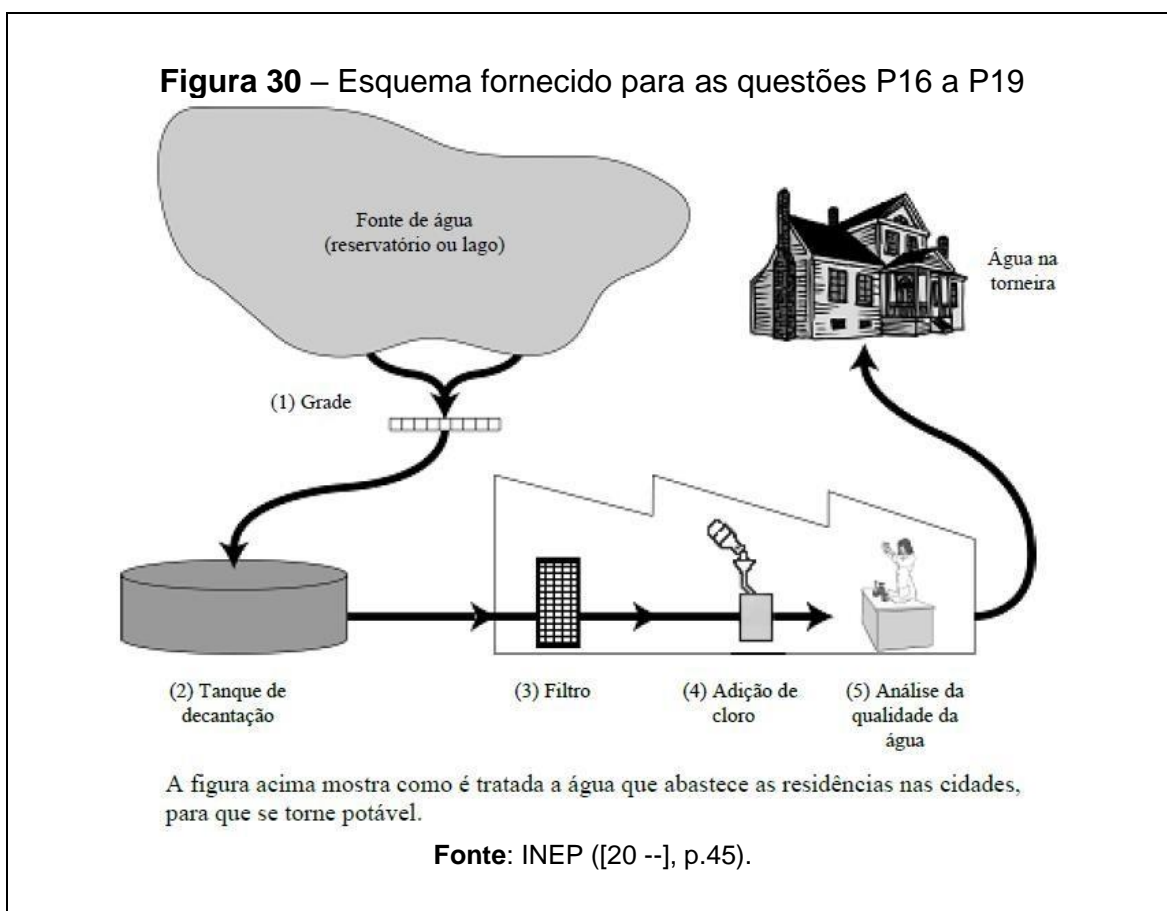 Figura 30 – Esquema fornecido para as questões P16 a P19
Fonte de água
(reservatório ou lago)
Água na
torneira
(1) Grade
(2) Tanque de
decantação
(3) Filtro
(4) Adição de
cloro
(5) Análise da
qualidade da
água
A figura acima mostra como é tratada a água que abastece as residências nas cidades,
para que se torne potável.
Fonte: INEP ([20 --], p.45).